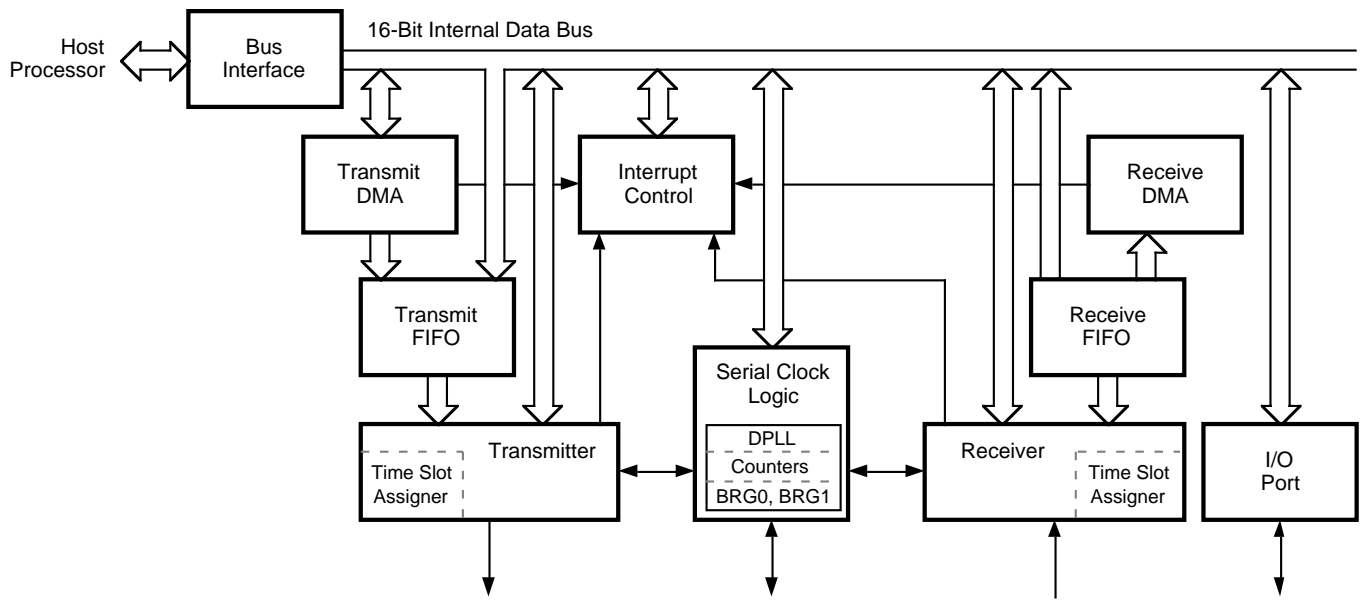 16-Bit Internal Data Bus
Host
Processor
Bus
Interface
Transmit
DMA
Interrupt
Control
Receive
DMA
Transmit
FIFO
Receive
FIFO
Serial Clock
Logic
DPLL
Counters
BRG0, BRG1
Transmitter
Time Slot
Assigner
Receiver
Time Slot
Assigner
I/O
Port